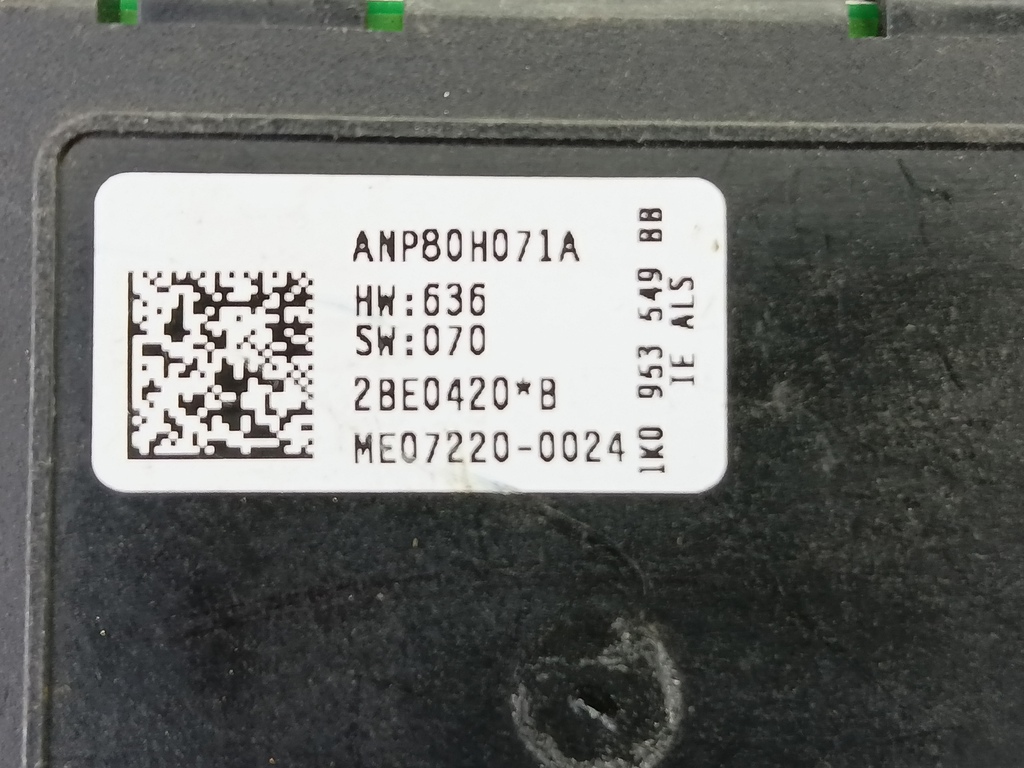 ANP80H071A
HW:636
SW:070
2BE0420*B
ME07220-0024
1K0 953 549 BB
IE ALS